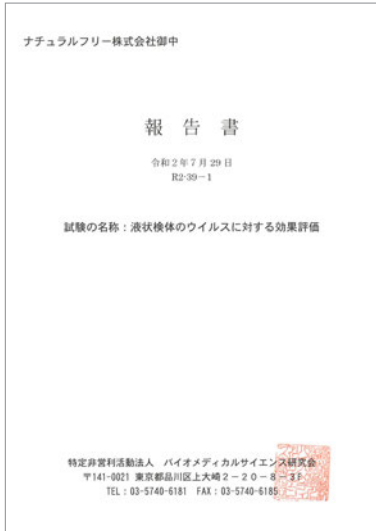 ナチュラルフリー株式会社御中
報 告 書
令和2年7月29日
R2-39-1
試験の名称：液状検体のウイルスに対する効果評価
特定非営利活動法人　バイオメディカルサイエンス研究会
〒141-0021 東京都品川区上大崎2-20-8-3F
TEL：03-5740-6181　FAX：03-5740-6185